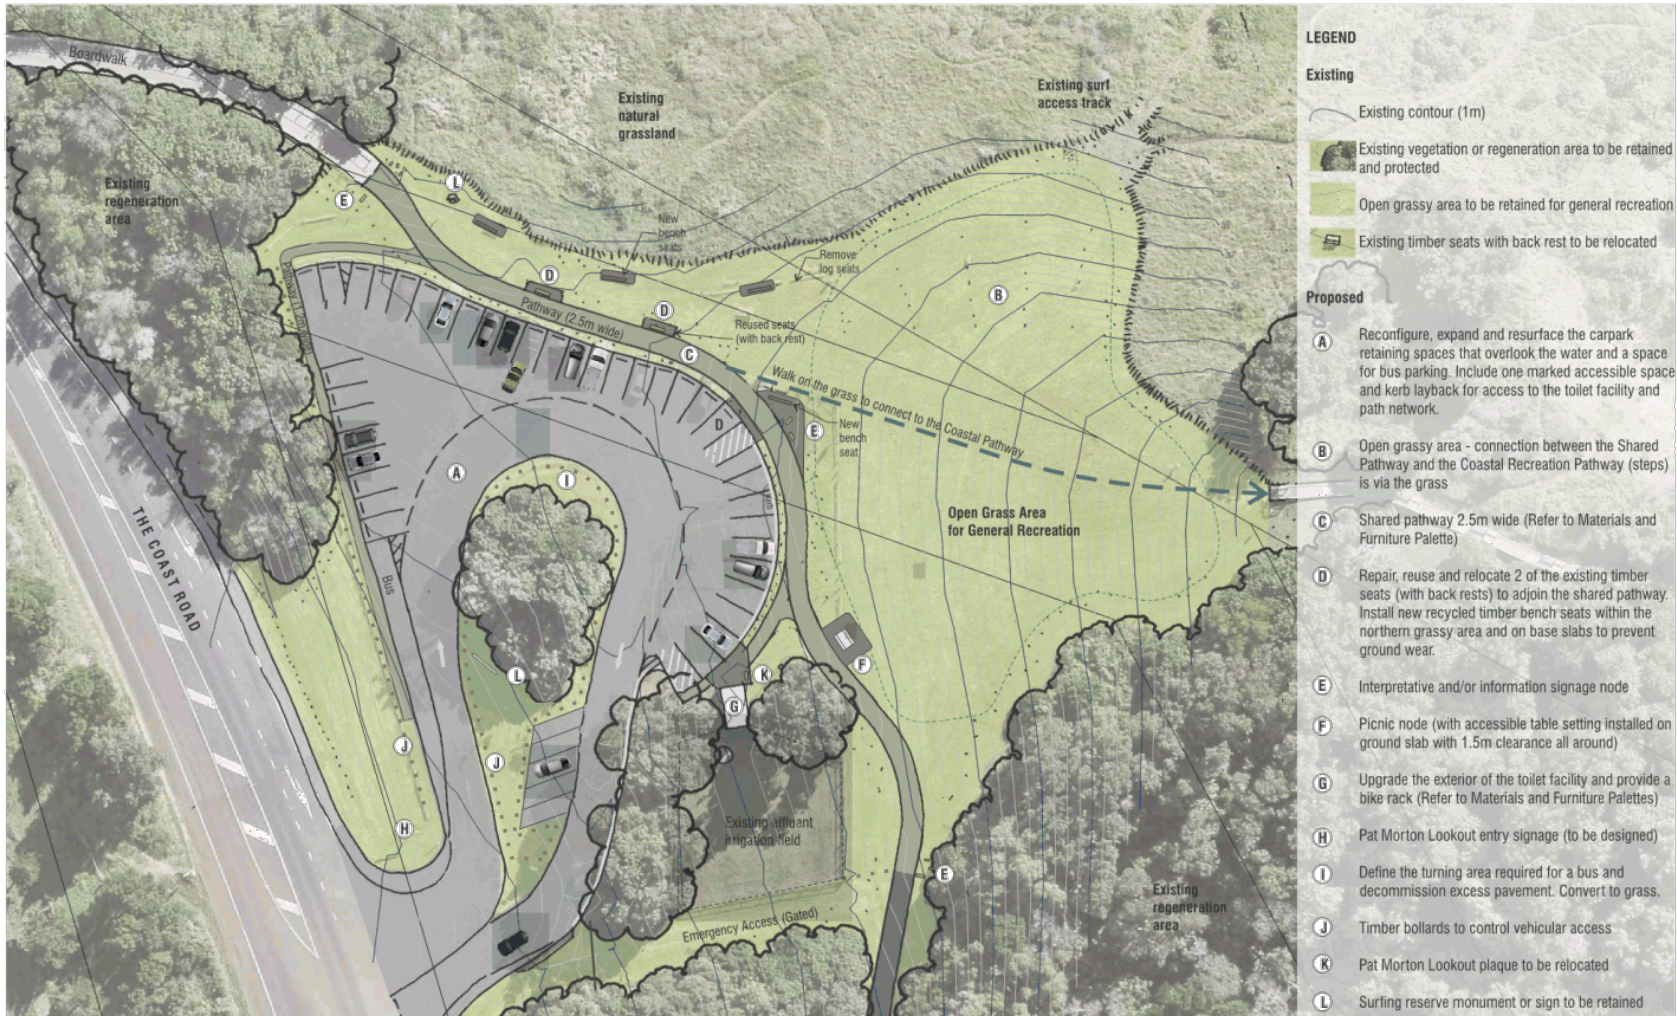 Boardwalk
Existing
natural
grassland
Existing surf
access track
Existing
regeneration
area
L
E
New
bench
seats
D
Remove
log seats
B
Pathway (2.5m wide)
D
Reused seats
(with back rest)
C
Walk on the grass to connect to the Coastal Pathway
D
New
bench
seat
E
A
I
Open Grass Area
for General Recreation
THE COAST ROAD
Bus
L
K
F
G
J
J
H
Existing effluent
irrigation field
E
Existing
regeneration
area
Emergency Access (Gated)
LEGEND
Existing
Existing contour (1m)
Existing vegetation or regeneration area to be retained
and protected
Open grassy area to be retained for general recreation
Existing timber seats with back rest to be relocated
Proposed
A Reconfigure, expand and resurface the carpark
retaining spaces that overlook the water and a space
for bus parking. Include one marked accessible space
and kerb layback for access to the toilet facility and
path network.
B Open grassy area - connection between the Shared
Pathway and the Coastal Recreation Pathway (steps)
is via the grass
C Shared pathway 2.5m wide (Refer to Materials and
Furniture Palette)
D Repair, reuse and relocate 2 of the existing timber
seats (with back rests) to adjoin the shared pathway.
Install new recycled timber bench seats within the
northern grassy area and on base slabs to prevent
ground wear.
E Interpretative and/or information signage node
F Picnic node (with accessible table setting installed on
ground slab with 1.5m clearance all around)
G Upgrade the exterior of the toilet facility and provide a
bike rack (Refer to Materials and Furniture Palettes)
H Pat Morton Lookout entry signage (to be designed)
I Define the turning area required for a bus and
decommission excess pavement. Convert to grass.
J Timber bollards to control vehicular access
K Pat Morton Lookout plaque to be relocated
L Surfing reserve monument or sign to be retained